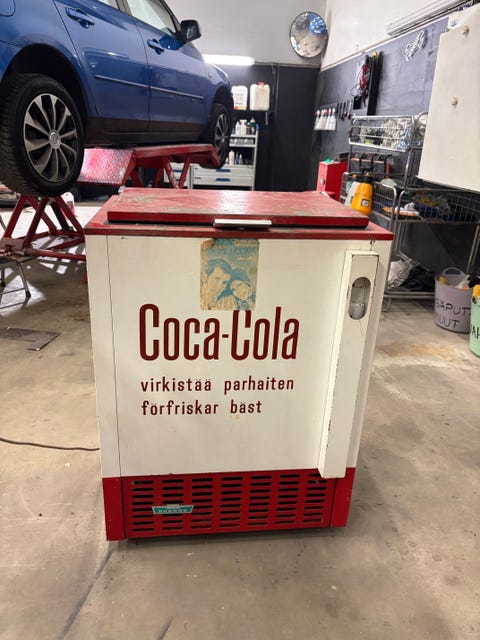 Coca-Cola
virkistää parhaiten
förfriskar bäst